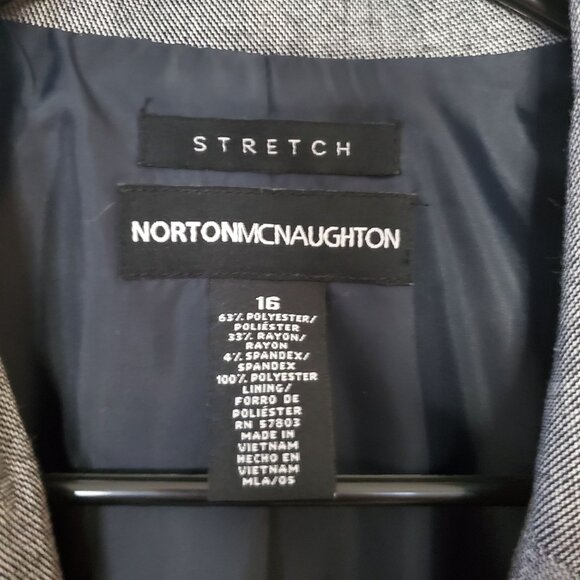 STRETCH
NORTONMCNAUGHTON
16
63% POLYESTER/
POLIÉSTER
33% RAYON/
RAYON
4% SPANDEX/
SPANDEX
100% POLYESTER
LINING/
FORRO DE
POLIÉSTER
RN 57803
MADE IN
VIETNAM
HECHO EN
VIETNAM
MLA/05